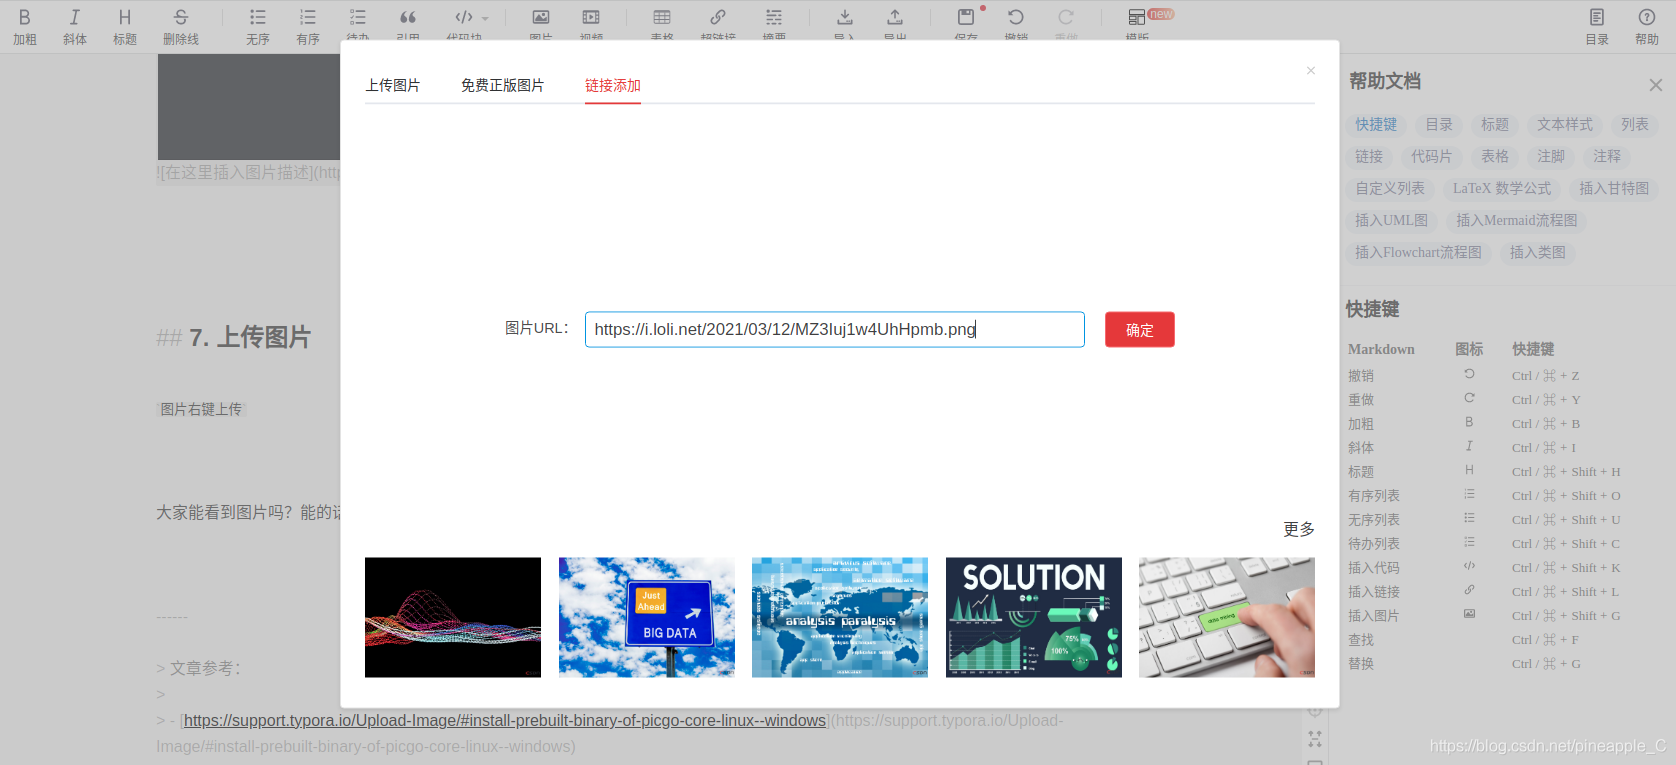 加粗 斜体 标题 删除线 无序 有序 待办 引用 代码块 图片 视频 表格 超链接 摘要 导入 导出 保存 撤销 重做 模版 new 目录 帮助
上传图片 免费正版图片 链接添加
帮助文档
快捷键 目录 标题 文本样式 列表
链接 代码片 表格 注脚 注释
自定义列表 LaTeX 数学公式 插入甘特图
插入UML图 插入Mermaid流程图
插入Flowchart流程图 插入类图
![在这里插入图片描述](http
## 7. 上传图片
图片URL： https://i.loli.net/2021/03/12/MZ3Iuj1w4UhHpmb.png 确定
图片右键上传
大家能看到图片吗？能的话
------
> 文章参考：
>
> - [https://support.typora.io/Upload-Image/#install-prebuilt-binary-of-picgo-core-linux--windows](https://support.typora.io/Upload-
Image/#install-prebuilt-binary-of-picgo-core-linux--windows)
更多
Just
Ahead
BIG DATA
analysis paralysis
SOLUTION
75%
100%
data mining
快捷键
Markdown 图标 快捷键
撤销 Ctrl / ⌘ + Z
重做 Ctrl / ⌘ + Y
加粗 B Ctrl / ⌘ + B
斜体 I Ctrl / ⌘ + I
标题 H Ctrl / ⌘ + Shift + H
有序列表 Ctrl / ⌘ + Shift + O
无序列表 Ctrl / ⌘ + Shift + U
待办列表 Ctrl / ⌘ + Shift + C
插入代码 Ctrl / ⌘ + Shift + K
插入链接 Ctrl / ⌘ + Shift + L
插入图片 Ctrl / ⌘ + Shift + G
查找 Ctrl / ⌘ + F
替换 Ctrl / ⌘ + G
https://blog.csdn.net/pineapple_C